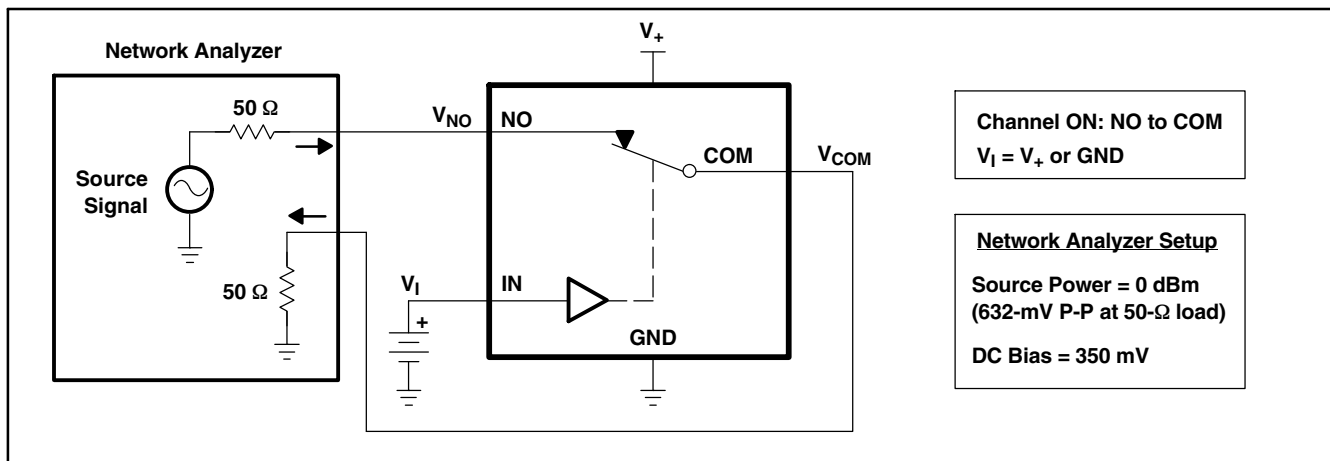 Network Analyzer
50 Ω
Source
Signal
50 Ω
V+
VNO
NO
COM
VCOM
VI
IN
+
GND
Channel ON: NO to COM
VI = V+ or GND
Network Analyzer Setup
Source Power = 0 dBm
(632-mV P-P at 50-Ω load)
DC Bias = 350 mV